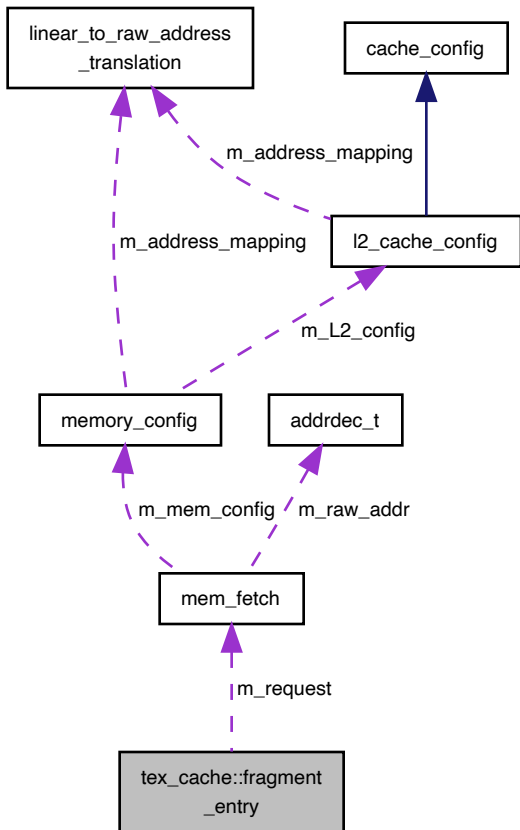 linear_to_raw_address
_translation
cache_config
m_address_mapping
l2_cache_config
m_address_mapping
m_L2_config
memory_config
addrdec_t
m_mem_config
m_raw_addr
mem_fetch
m_request
tex_cache::fragment
_entry